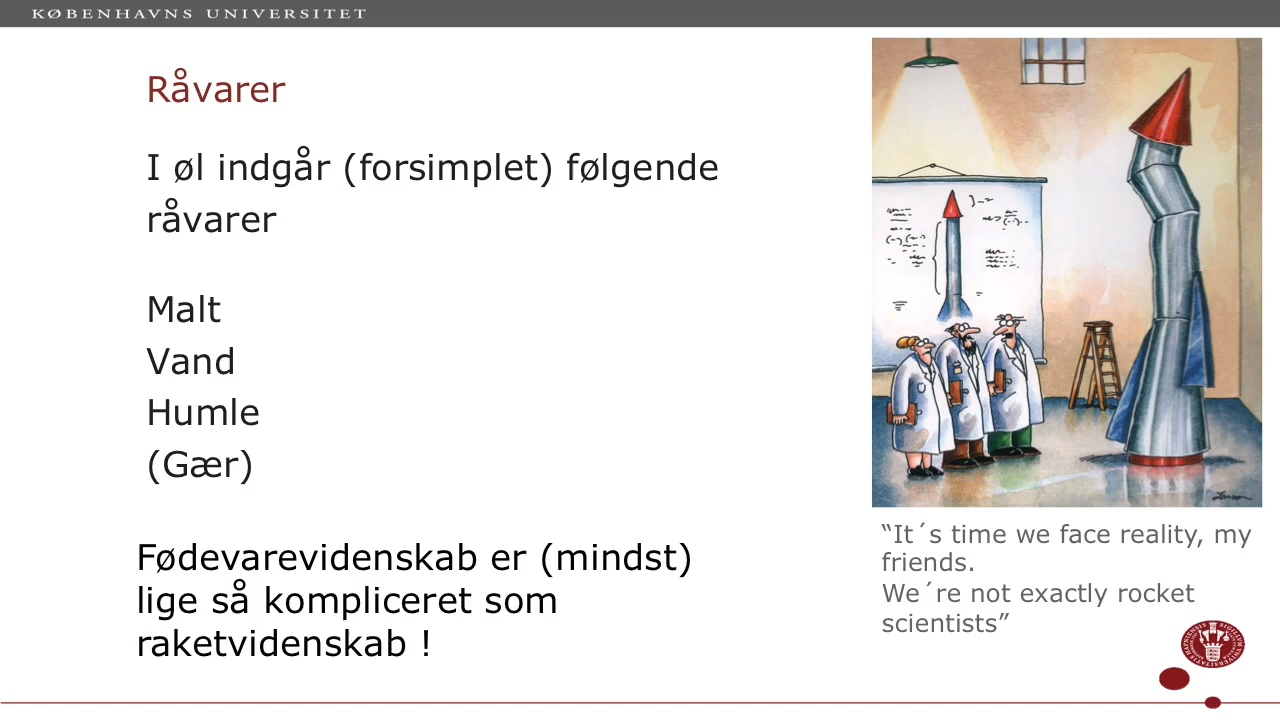 KØBENHAVNS UNIVERSITET
Råvarer
I øl indgår (forsimplet) følgende
råvarer
Malt
Vand
Humle
(Gær)
Fødevarevidenskab er (mindst)
lige så kompliceret som
raketvidenskab !
“It´s time we face reality, my
friends.
We´re not exactly rocket
scientists”